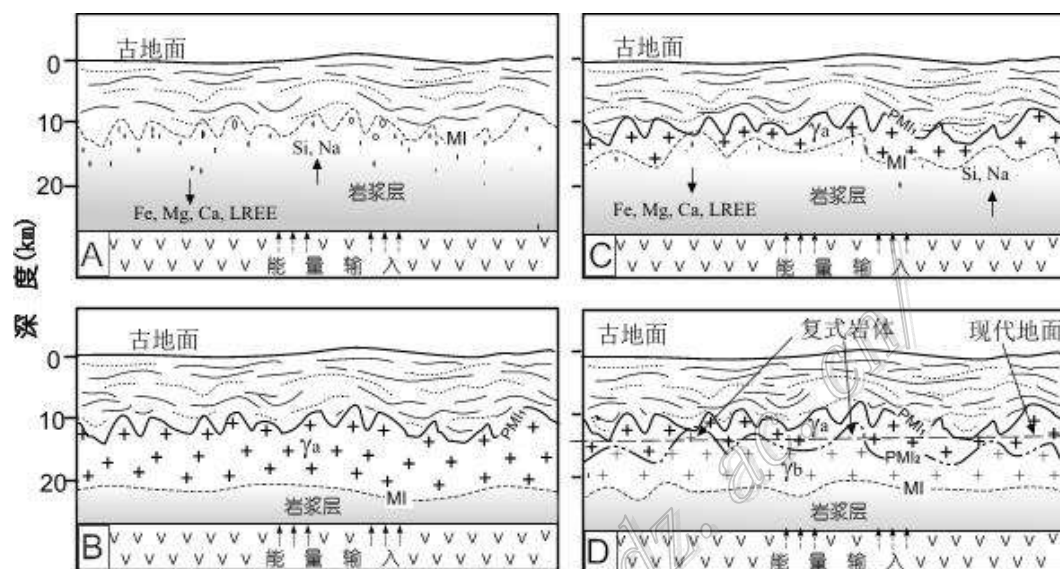 古地面
0
10
MI
Si, Na
20
岩浆层
Fe, Mg, Ca, LREE
A
能量输入
深度(km)
古地面
0
10
PMI₁
γa
20
MI
岩浆层
B
能量输入
古地面
PMI₁
γa
MI
Si, Na
岩浆层
Fe, Mg, Ca, LREE
C
能量输入
古地面
复式岩体
现代地面
PMI₁
γa
PMI₂
γb
MI
岩浆层
D
能量输入